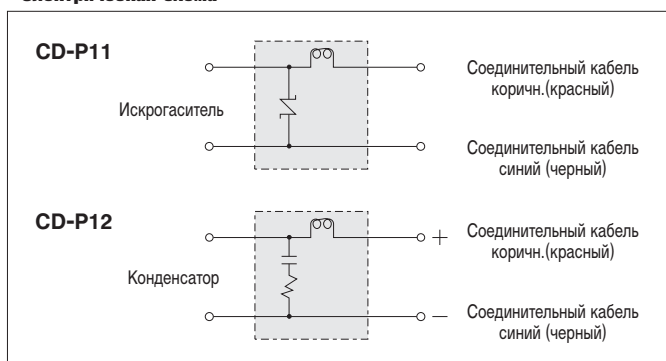 CD-P11
Искрогаситель
Соединительный кабель
коричн.(красный)
Соединительный кабель
синий (черный)
CD-P12
Конденсатор
+
Соединительный кабель
коричн.(красный)
—
Соединительный кабель
синий (черный)